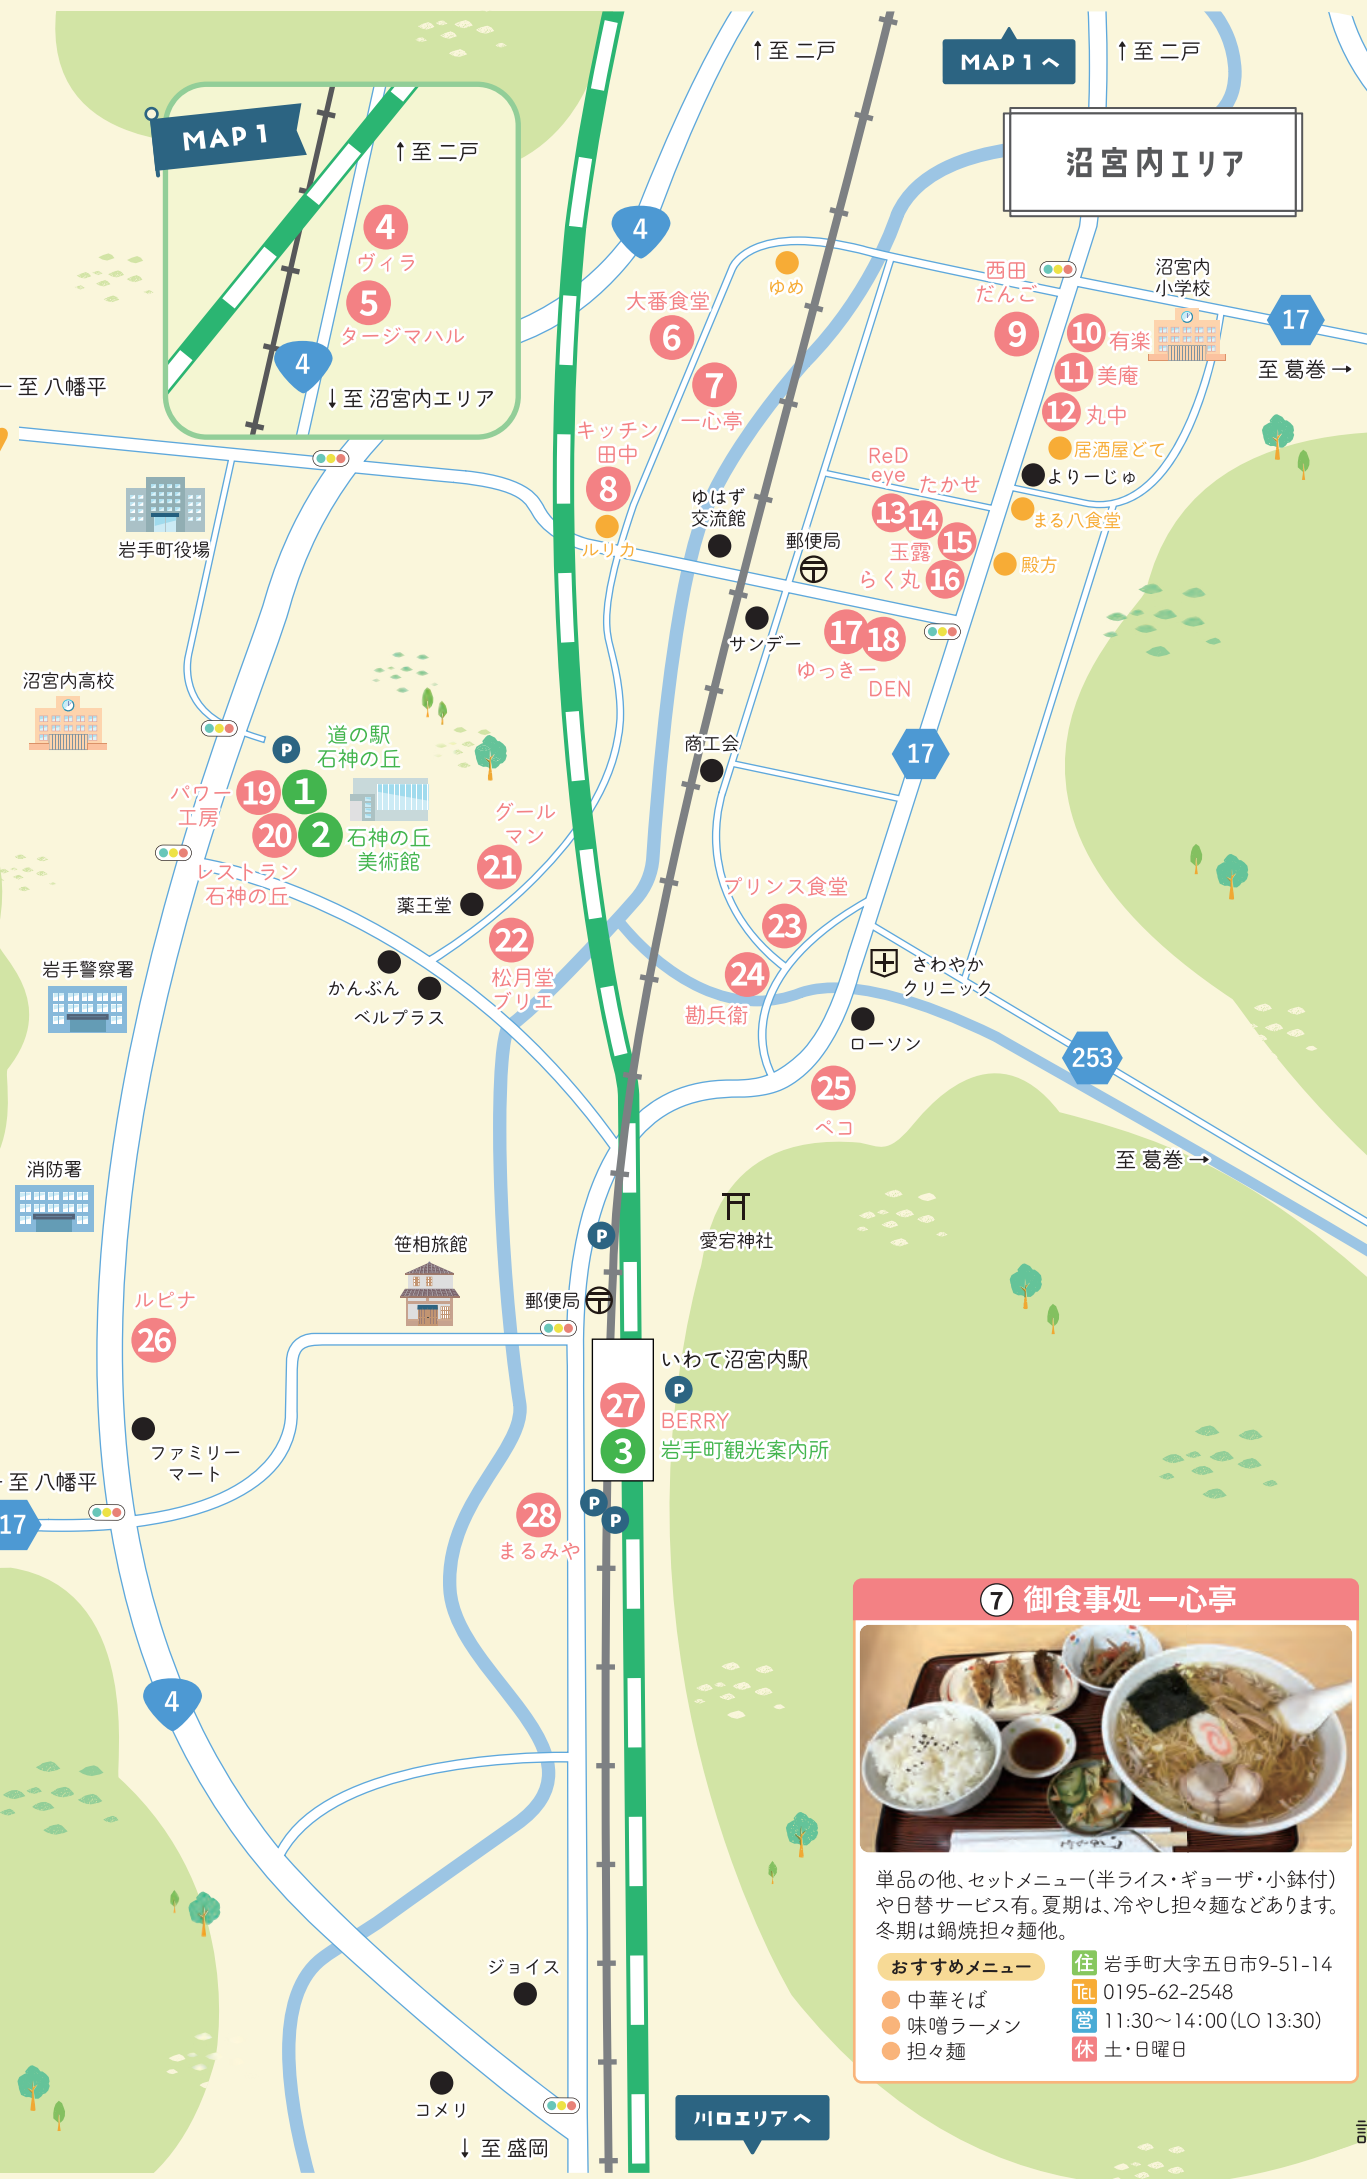 ↑至 二戸
MAP 1 へ
↑至 二戸
沼宮内エリア
MAP 1
↑至 二戸
4
ヴィラ
5
タージマハル
4
↓至 沼宮内エリア
4
ゆめ
大番食堂
6
7
一心亭
西田
だんご
9
沼宮内
小学校
17
至 葛巻→
10
有楽
11
美庵
12
丸中
居酒屋どて
よりーじゅ
まる八食堂
殿方
至 八幡平
キッチン
田中
8
ルリカ
ゆはず
交流館
郵便局
ReD
eye
たかせ
13
14
玉露
15
らく丸
16
岩手町役場
サンデー
17
18
ゆっきー
DEN
沼宮内高校
P
道の駅
石神の丘
商工会
17
パワー
工房
19
1
20
2
石神の丘
美術館
レストラン
石神の丘
グール
マン
21
薬王堂
22
松月堂
ブリエ
かんぶん
ベルプラス
プリンス食堂
23
24
勘兵衛
さわやか
クリニック
ローソン
岩手警察署
253
25
ペコ
至 葛巻→
消防署
愛宕神社
P
笹相旅館
郵便局
ルピナ
26
いわて沼宮内駅
P
27
BERRY
3
岩手町観光案内所
ファミリー
マート
至 八幡平
17
28
まるみや
P
P
4
7 御食事処 一心亭
単品の他、セットメニュー(半ライス・ギョーザ・小鉢付)
や日替サービス有。夏期は、冷やし担々麺などあります。
冬期は鍋焼担々麺他。
おすすめメニュー
中華そば
味噌ラーメン
担々麺
住 岩手町大字五日市9-51-14
TEL 0195-62-2548
営 11:30〜14:00(LO 13:30)
休 土・日曜日
ジョイス
コメリ
↓ 至 盛岡
川口エリアへ